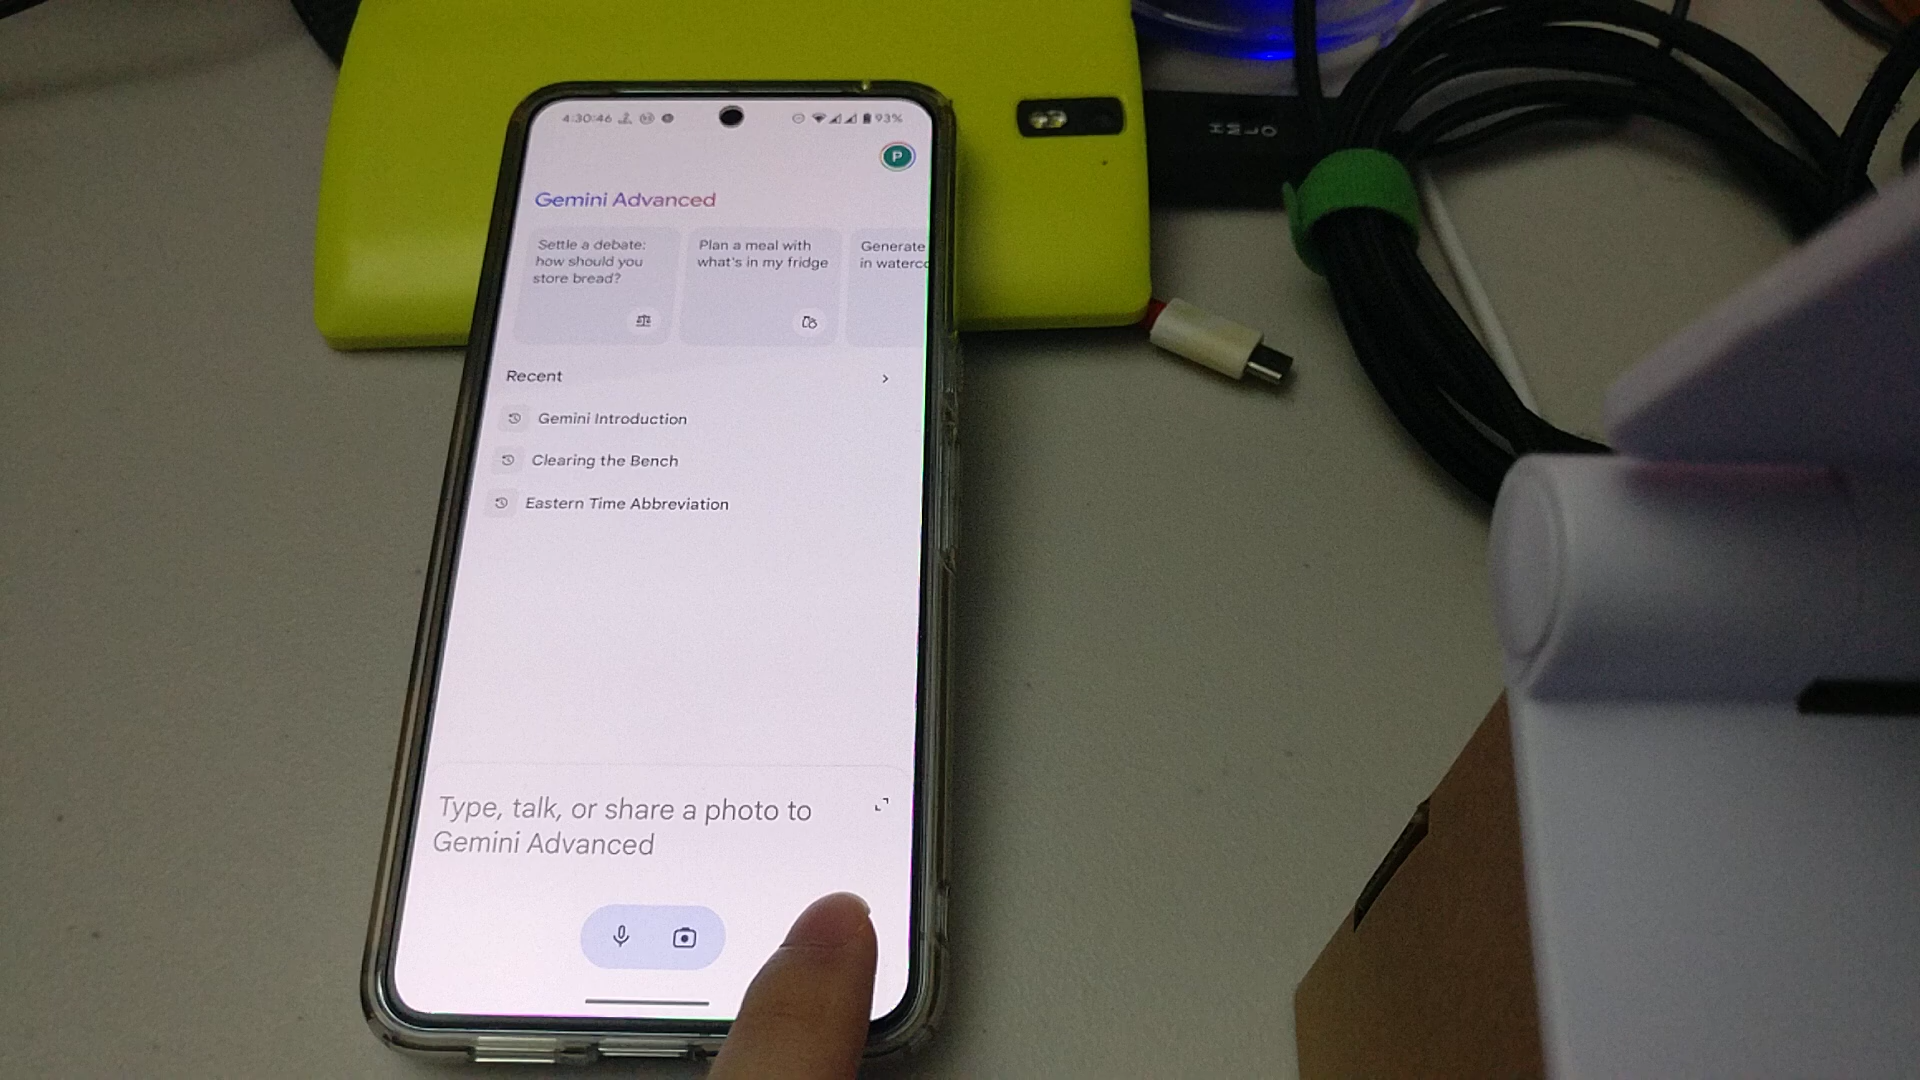 4:30:46
93%
P
Gemini Advanced
Settle a debate:
how should you
store bread?
Plan a meal with
what's in my fridge
Generate
in waterco
Recent
Gemini Introduction
Clearing the Bench
Eastern Time Abbreviation
Type, talk, or share a photo to
Gemini Advanced